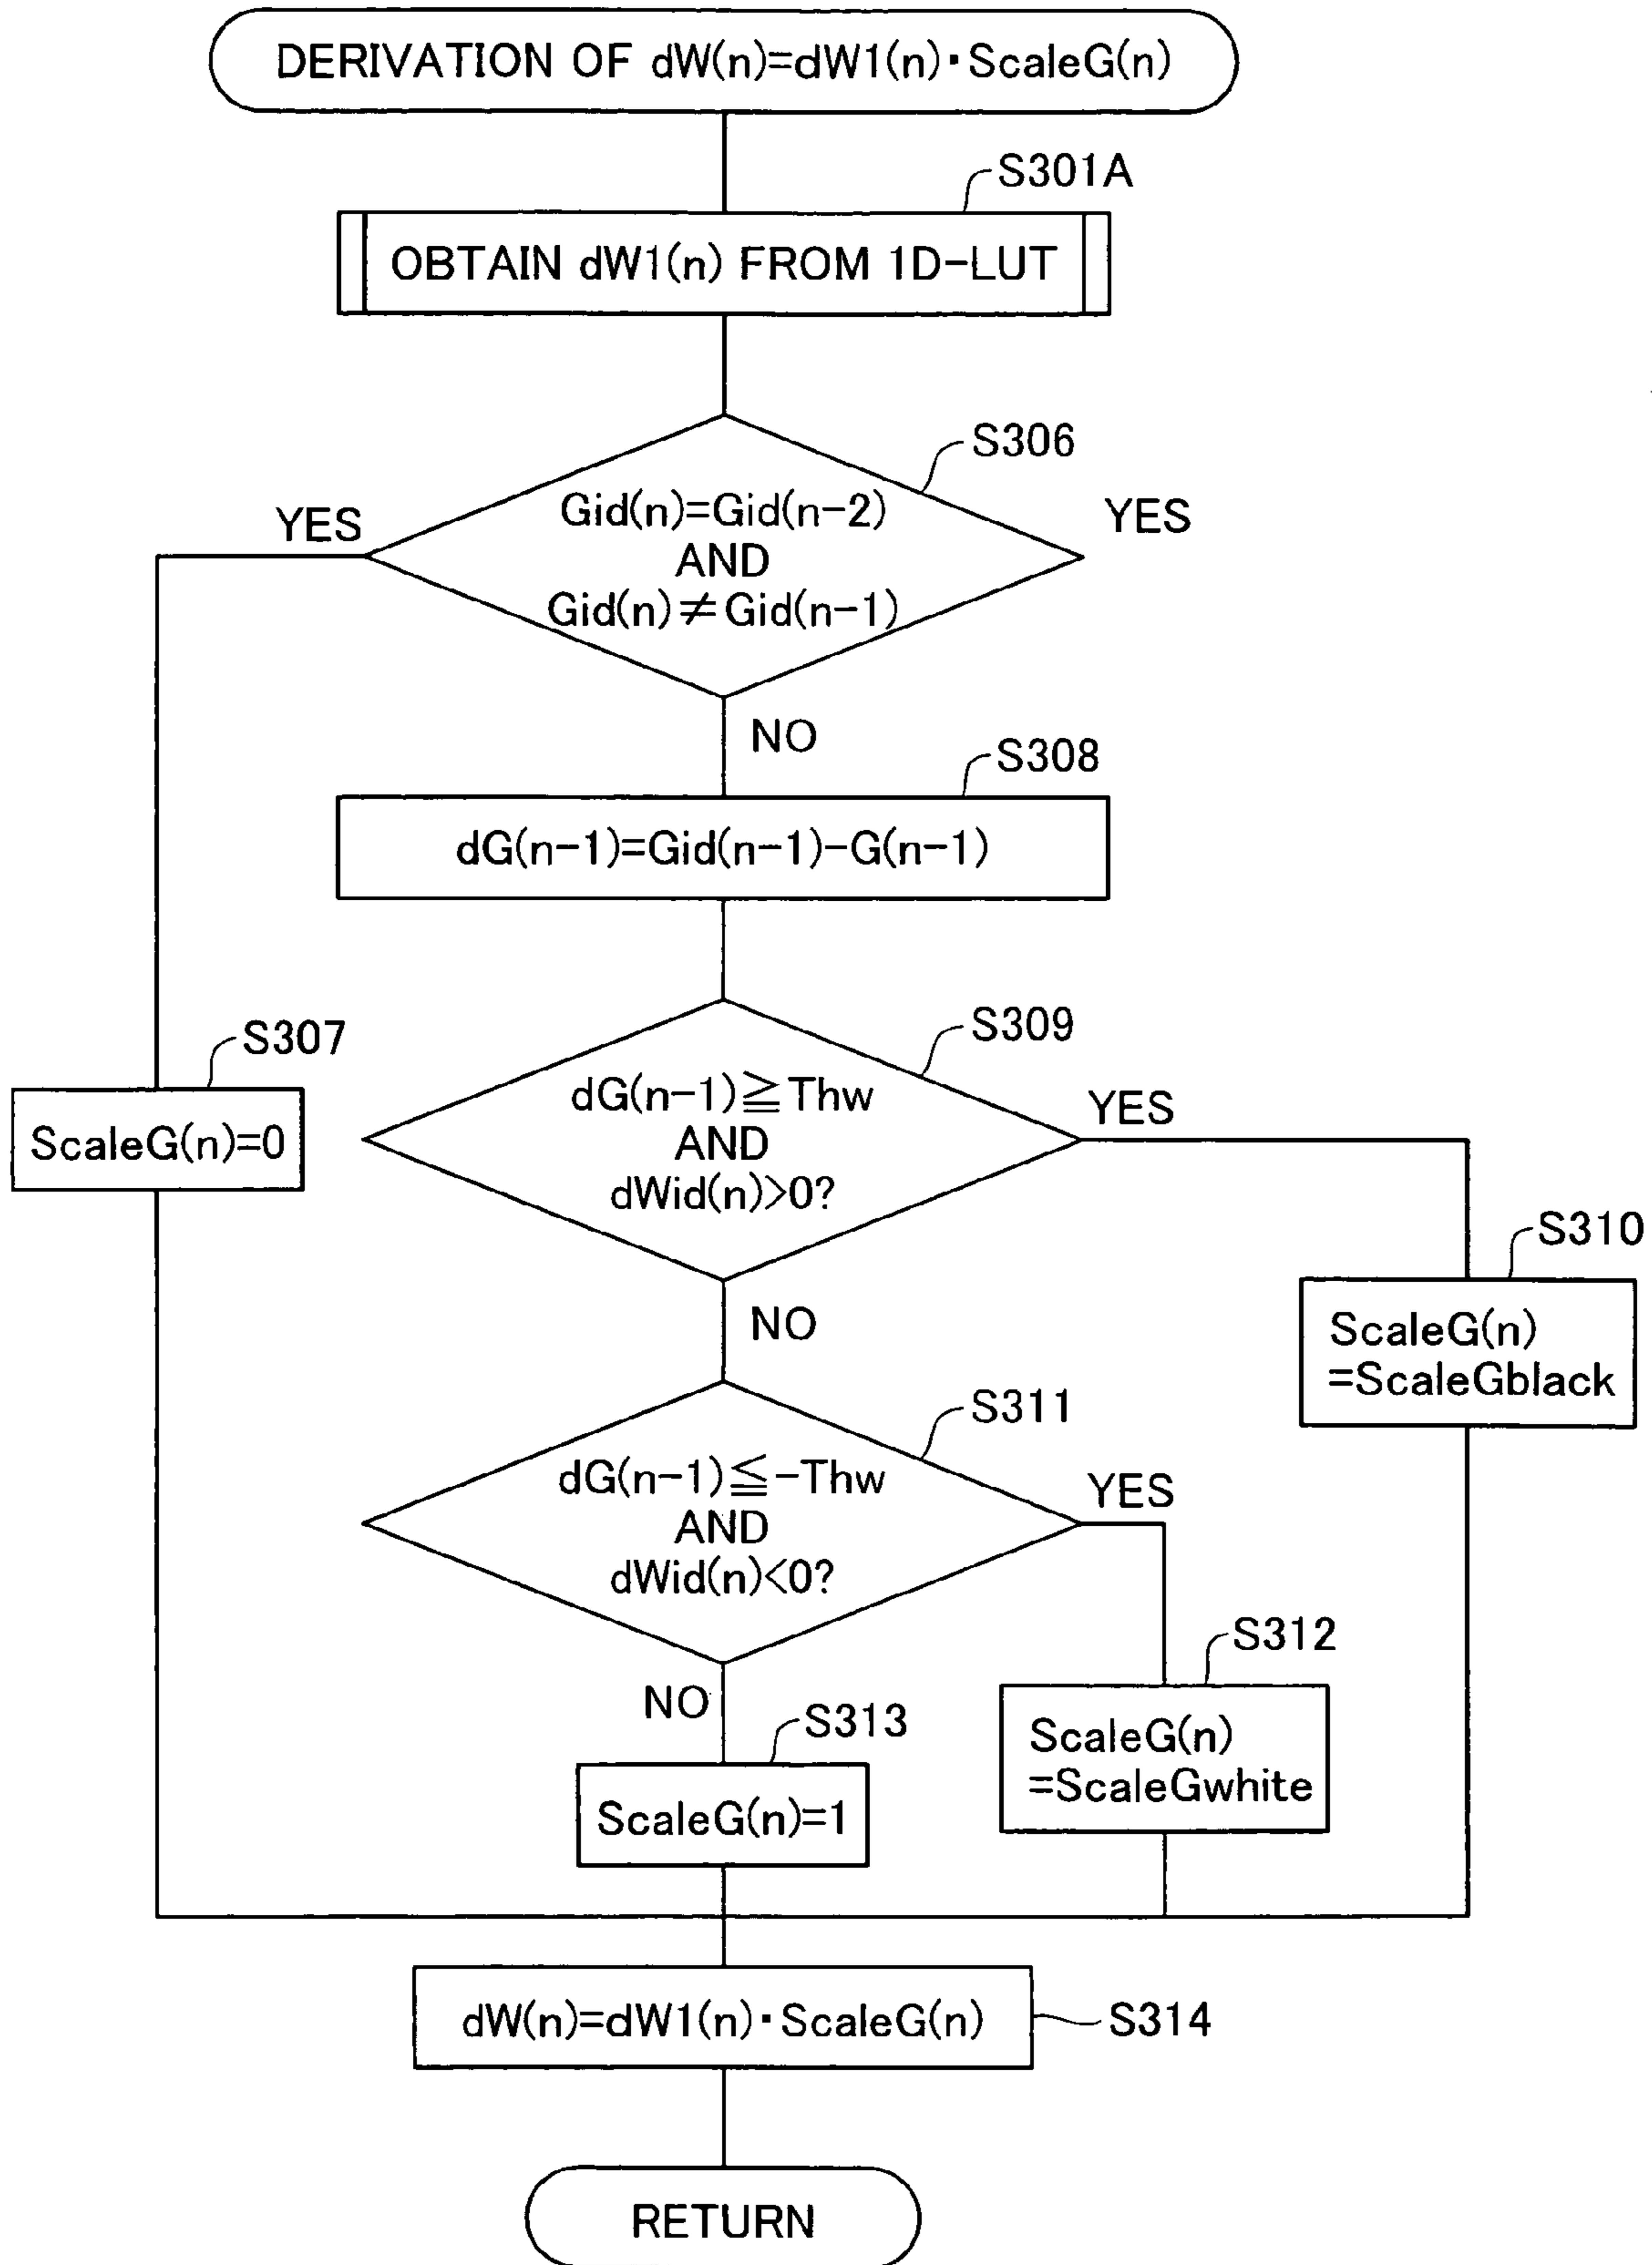 DERIVATION OF dW(n)=dW1(n)·ScaleG(n)
S301A
OBTAIN dW1(n) FROM 1D-LUT
S306
YES
Gid(n)=Gid(n-2)
YES
AND
Gid(n)≠Gid(n-1)
NO
S308
dG(n-1)=Gid(n-1)-G(n-1)
S309
S307
dG(n-1)≧Thw
YES
ScaleG(n)=0
AND
dWid(n)>0?
S310
NO
ScaleG(n)
=ScaleGblack
S311
dG(n-1)≦-Thw
YES
AND
dWid(n)<0?
S312
NO
S313
ScaleG(n)
=ScaleGwhite
ScaleG(n)=1
dW(n)=dW1(n)·ScaleG(n)
S314
RETURN